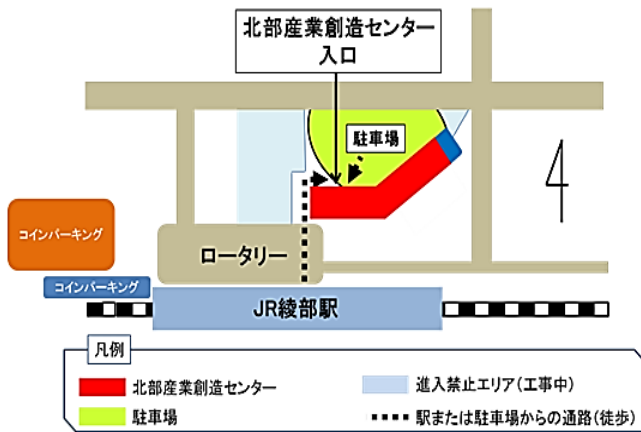 北部産業創造センター
入口
駐車場
コインパーキング
ロータリー
コインパーキング
JR綾部駅
凡例
北部産業創造センター
進入禁止エリア(工事中)
駐車場
駅または駐車場からの通路(徒歩)